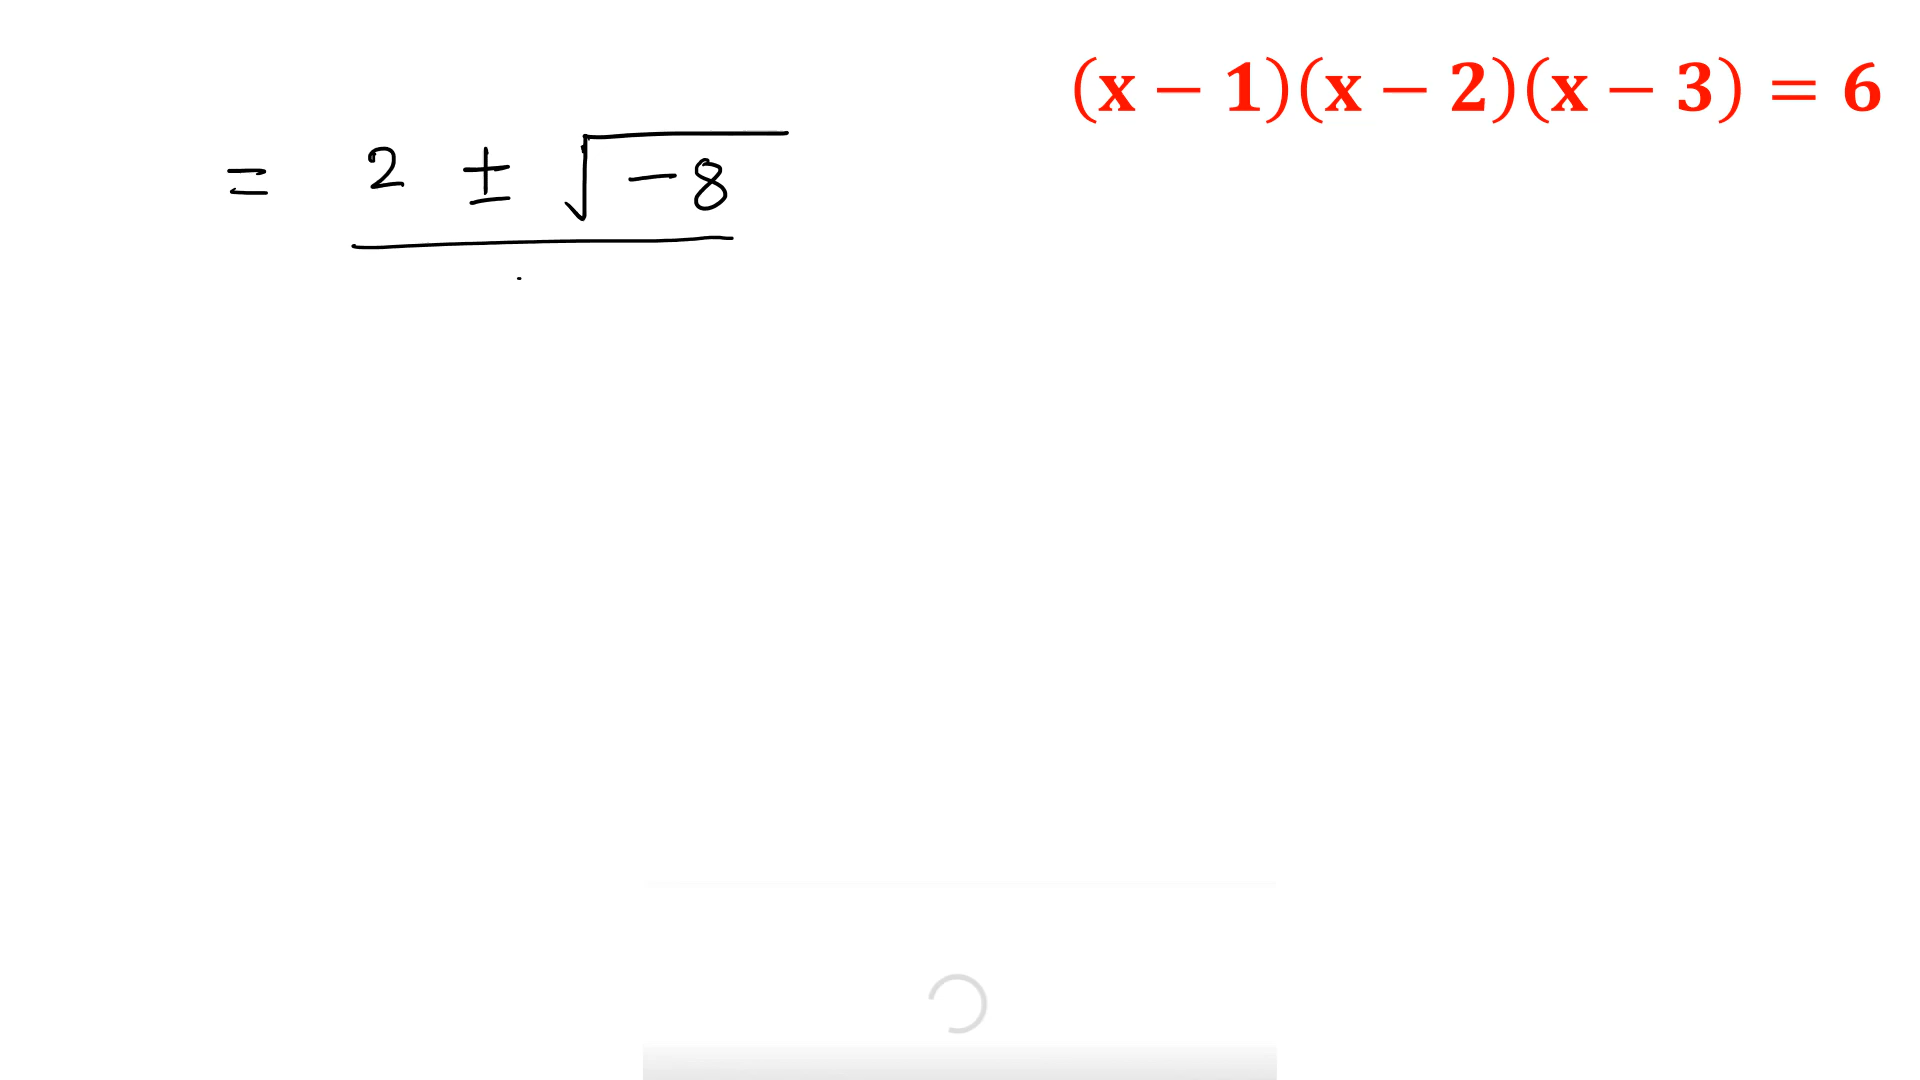 (x − 1)(x − 2)(x − 3) = 6
= 2 ± √−8